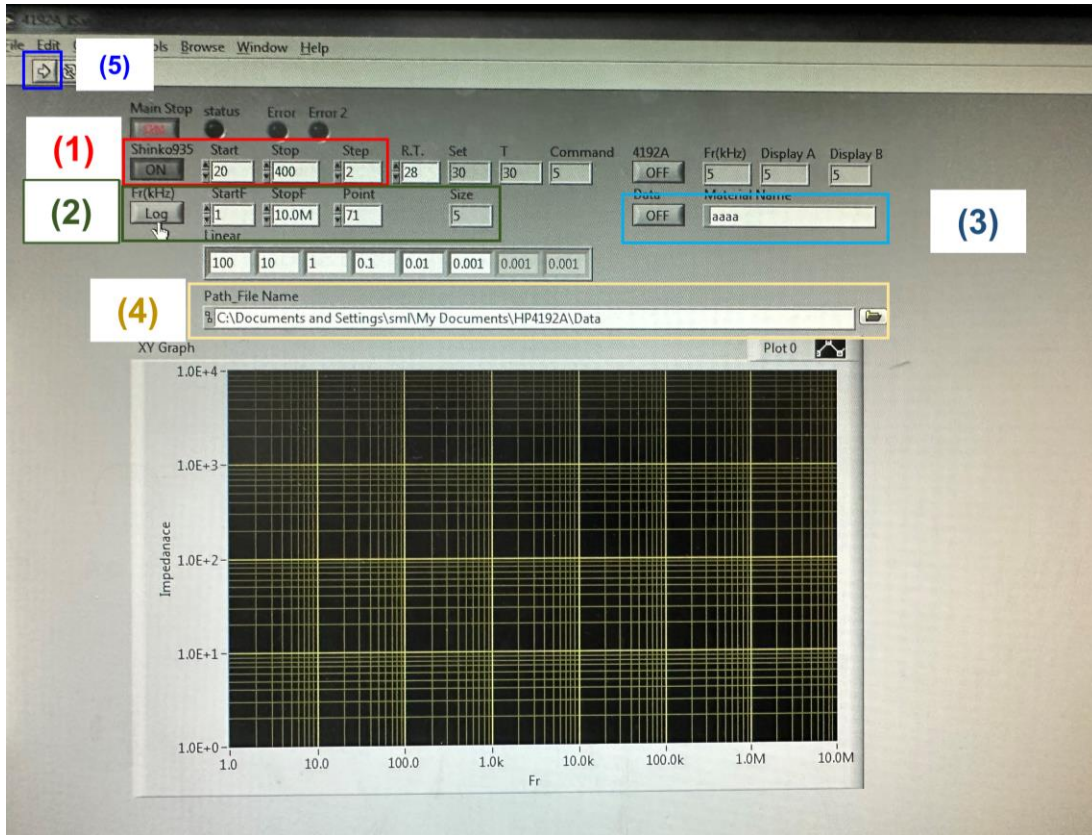 4192A
File Edit
ols Browse Window Help
(5)
Main Stop status Error Error 2
(1)
Shinko935 Start Stop Step R.T. Set T Command 4192A Fr(kHz) Display A Display B
ON 20 400 2 28 30 30 5 OFF 5 5 5
(2)
Fr(kHz) StartF StopF Point Size Data Material Name
Log 1 10.0M 71 5 OFF aaaa
(3)
Linear
100 10 1 0.1 0.01 0.001 0.001 0.001
(4)
Path_File Name
C:\Documents and Settings\sml\My Documents\HP4192A\Data
XY Graph Plot 0
1.0E+4
1.0E+3
1.0E+2
1.0E+1
1.0E+0
Impedanace
1.0 10.0 100.0 1.0k 10.0k 100.0k 1.0M 10.0M
Fr